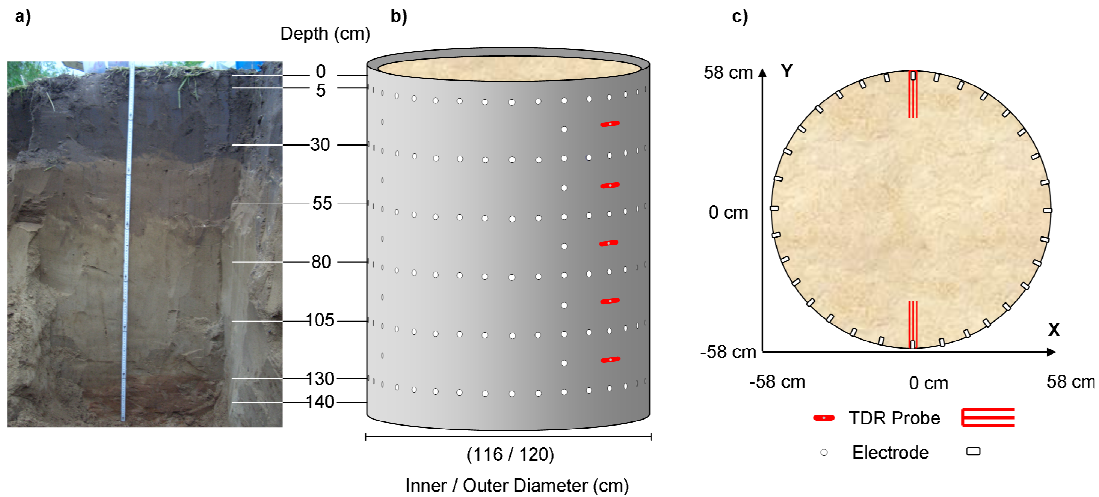 a)
b)
c)
Depth (cm)
0
5
30
55
80
105
130
140
(116 / 120)
Inner / Outer Diameter (cm)
58 cm
Y
0 cm
-58 cm
X
-58 cm
0 cm
58 cm
TDR Probe
Electrode